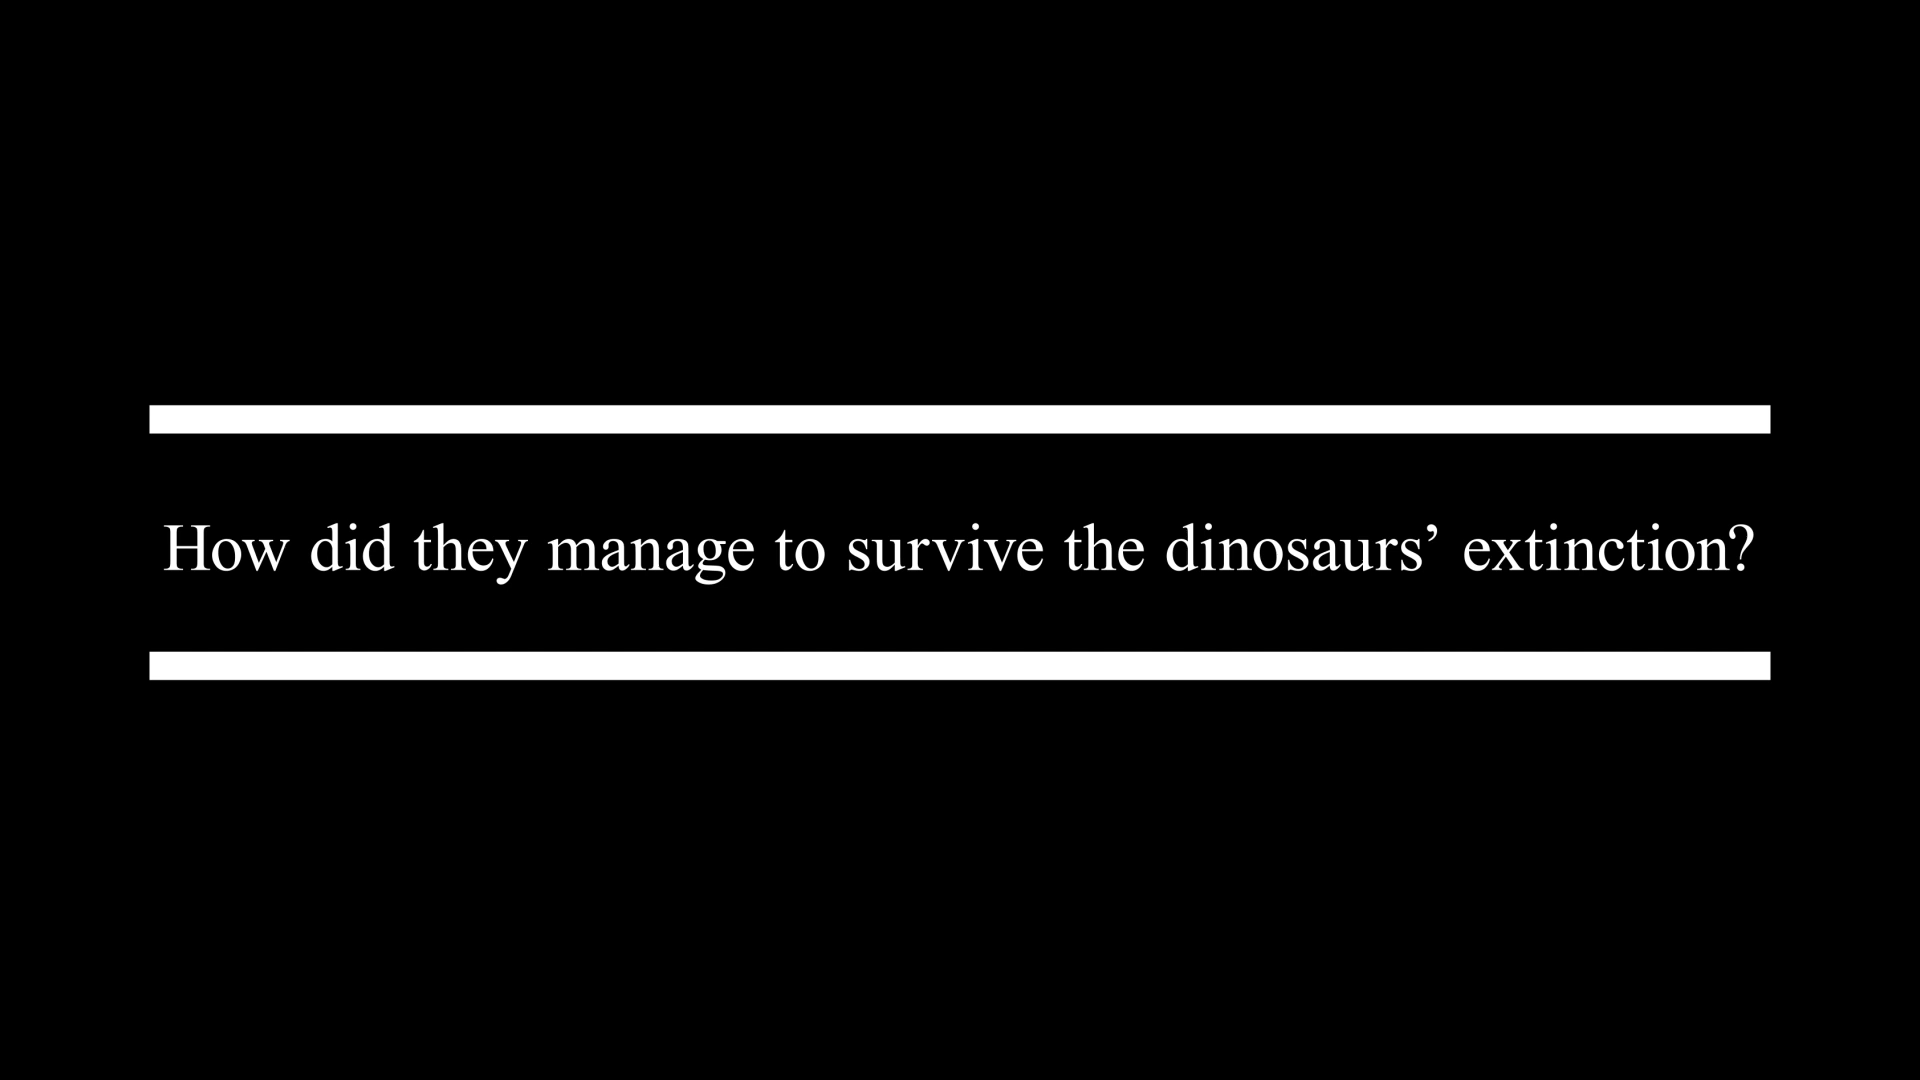 How did they manage to survive the dinosaurs’ extinction?